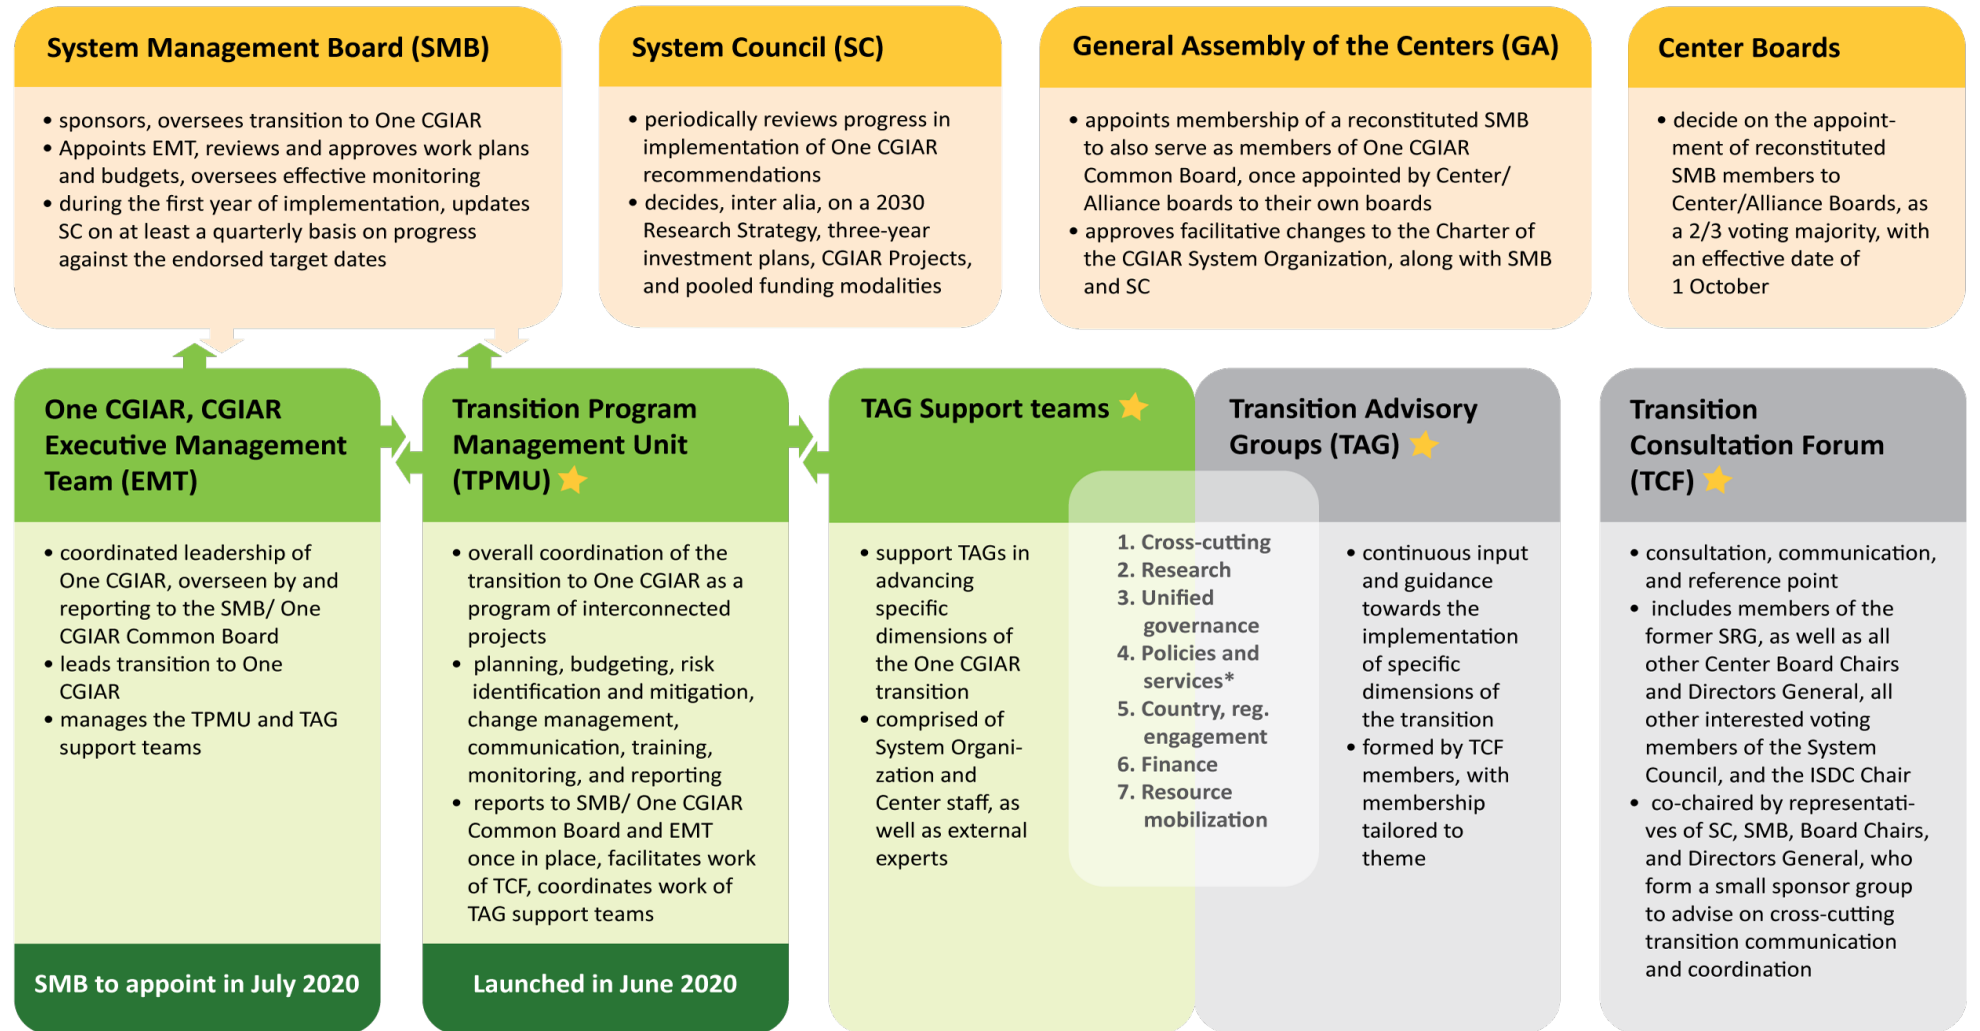 System Management Board (SMB)
• sponsors, oversees transition to One CGIAR
• Appoints EMT, reviews and approves work plans
and budgets, oversees effective monitoring
• during the first year of implementation, updates
SC on at least a quarterly basis on progress
against the endorsed target dates
System Council (SC)
• periodically reviews progress in
implementation of One CGIAR
recommendations
• decides, inter alia, on a 2030
Research Strategy, three-year
investment plans, CGIAR Projects,
and pooled funding modalities
General Assembly of the Centers (GA)
• appoints membership of a reconstituted SMB
to also serve as members of One CGIAR
Common Board, once appointed by Center/
Alliance boards to their own boards
• approves facilitative changes to the Charter of
the CGIAR System Organization, along with SMB
and SC
Center Boards
• decide on the appoint-
ment of reconstituted
SMB members to
Center/Alliance Boards, as
a 2/3 voting majority, with
an effective date of
1 October
One CGIAR, CGIAR
Executive Management
Team (EMT)
• coordinated leadership of
One CGIAR, overseen by and
reporting to the SMB/ One
CGIAR Common Board
• leads transition to One
CGIAR
• manages the TPMU and TAG
support teams
SMB to appoint in July 2020
Transition Program
Management Unit
(TPMU)
• overall coordination of the
transition to One CGIAR as a
program of interconnected
projects
• planning, budgeting, risk
identification and mitigation,
change management,
communication, training,
monitoring, and reporting
• reports to SMB/ One CGIAR
Common Board and EMT
once in place, facilitates work
of TCF, coordinates work of
TAG support teams
Launched in June 2020
TAG Support teams
• support TAGs in
advancing
specific
dimensions of
the One CGIAR
transition
• comprised of
System Organi-
zation and
Center staff, as
well as external
experts
1. Cross-cutting
2. Research
3. Unified
governance
4. Policies and
services*
5. Country, reg.
engagement
6. Finance
7. Resource
mobilization
Transition Advisory
Groups (TAG)
• continuous input
and guidance
towards the
implementation
of specific
dimensions of
the transition
• formed by TCF
members, with
membership
tailored to
theme
Transition
Consultation Forum
(TCF)
• consultation, communication,
and reference point
• includes members of the
former SRG, as well as all
other Center Board Chairs
and Directors General, all
other interested voting
members of the System
Council, and the ISDC Chair
• co-chaired by representati-
ves of SC, SMB, Board Chairs,
and Directors General, who
form a small sponsor group
to advise on cross-cutting
transition communication
and coordination